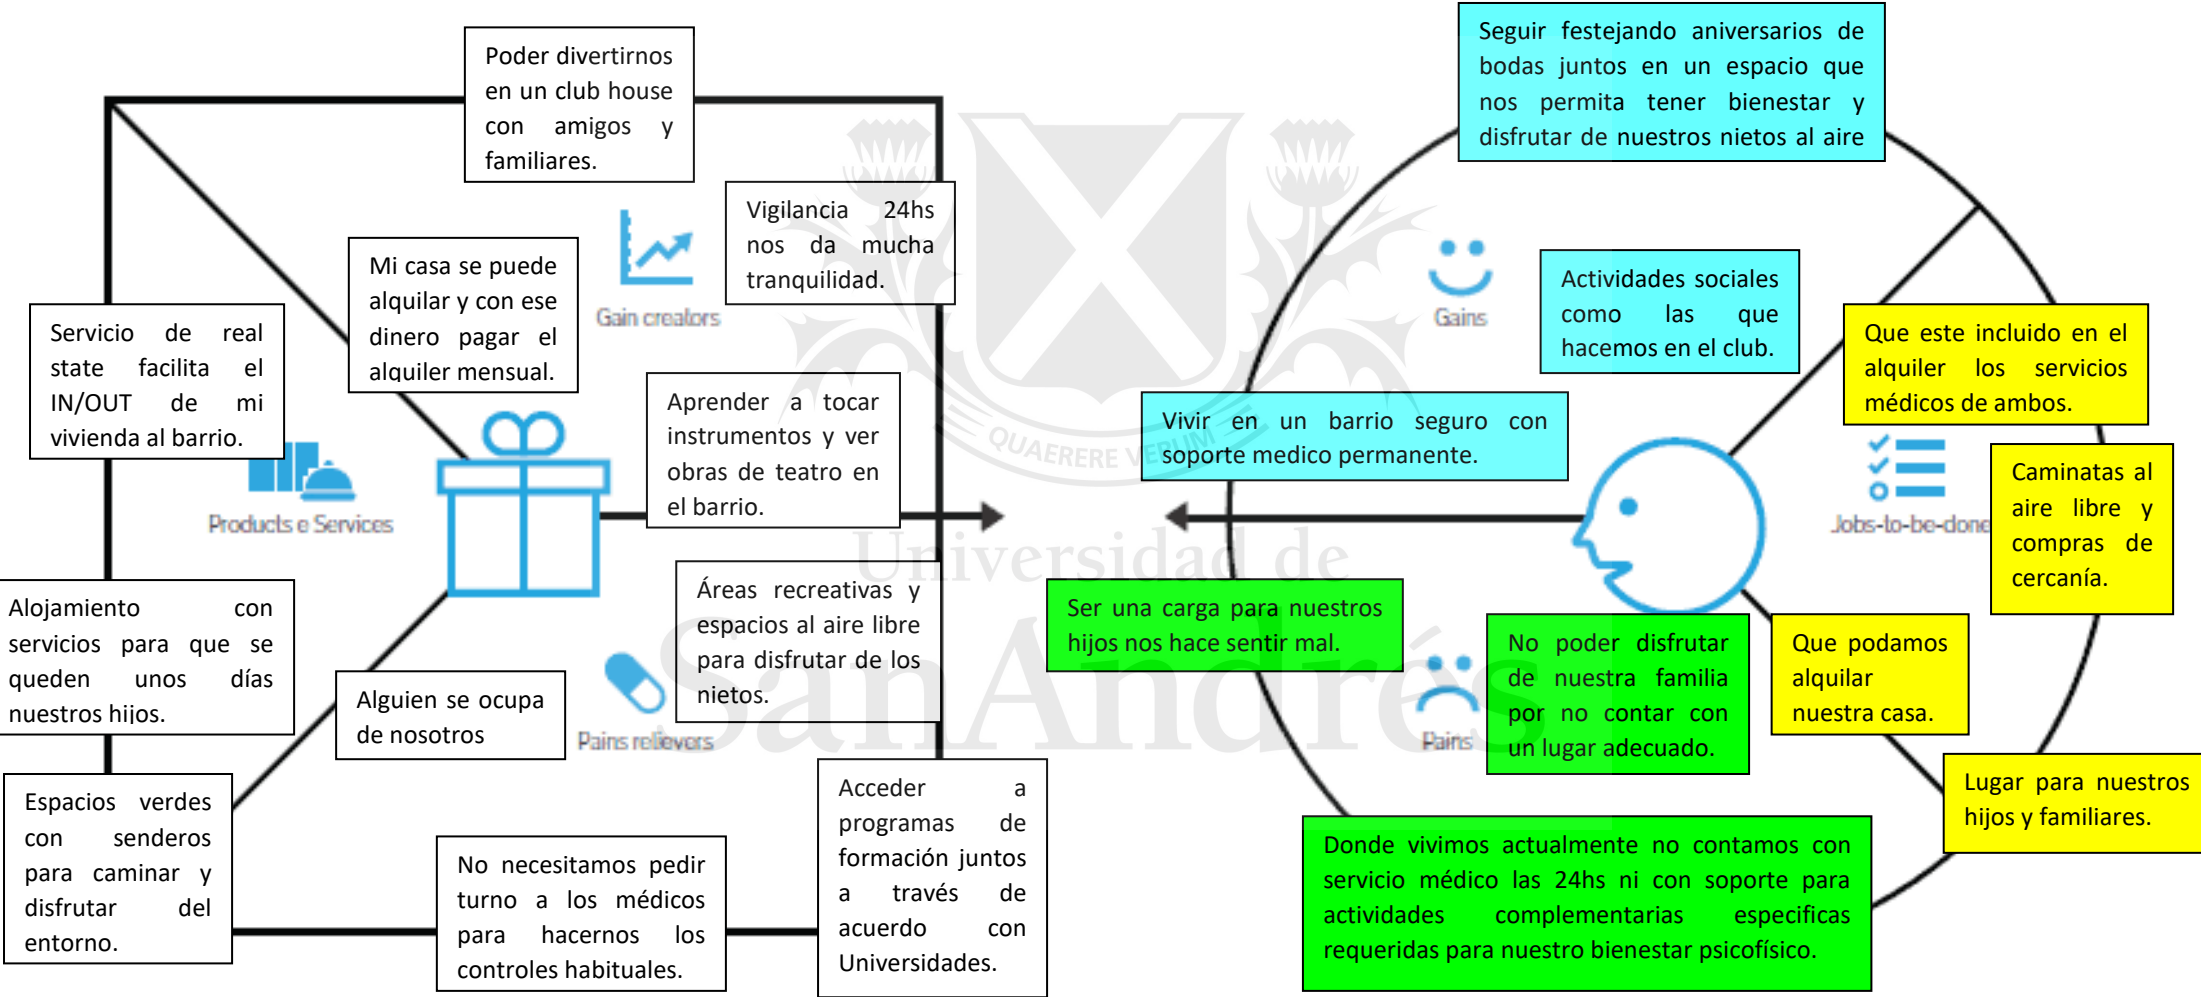 Poder divertirnos
en un club house
con amigos y
familiares.
Vigilancia 24hs
nos da mucha
tranquilidad.
Mi casa se puede
alquilar y con ese
dinero pagar el
alquiler mensual.
Gain creators
Servicio de real
state facilita el
IN/OUT de mi
vivienda al barrio.
Aprender a tocar
instrumentos y ver
obras de teatro en
el barrio.
Products e Services
Áreas recreativas y
espacios al aire libre
para disfrutar de los
nietos.
Alojamiento con
servicios para que se
queden unos días
nuestros hijos.
Alguien se ocupa
de nosotros
Pains relievers
Espacios verdes
con senderos
para caminar y
disfrutar del
entorno.
No necesitamos pedir
turno a los médicos
para hacernos los
controles habituales.
Acceder a
programas de
formación juntos
a través de
acuerdo con
Universidades.
Seguir festejando aniversarios de
bodas juntos en un espacio que
nos permita tener bienestar y
disfrutar de nuestros nietos al aire
Gains
Actividades sociales
como las que
hacemos en el club.
Que este incluido en el
alquiler los servicios
médicos de ambos.
Vivir en un barrio seguro con
soporte medico permanente.
Caminatas al
aire libre y
compras de
cercanía.
Jobs-to-be-done
Ser una carga para nuestros
hijos nos hace sentir mal.
No poder disfrutar
de nuestra familia
por no contar con
un lugar adecuado.
Que podamos
alquilar
nuestra casa.
Pains
Lugar para nuestros
hijos y familiares.
Donde vivimos actualmente no contamos con
servicio médico las 24hs ni con soporte para
actividades complementarias especificas
requeridas para nuestro bienestar psicofísico.
QUAERERE VERUM
Universidad de
SanAndrés